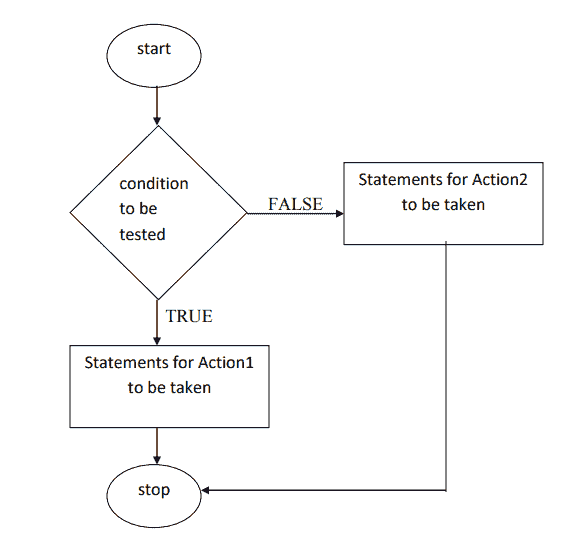 start
condition
to be
tested
FALSE
Statements for Action2
to be taken
TRUE
Statements for Action1
to be taken
stop